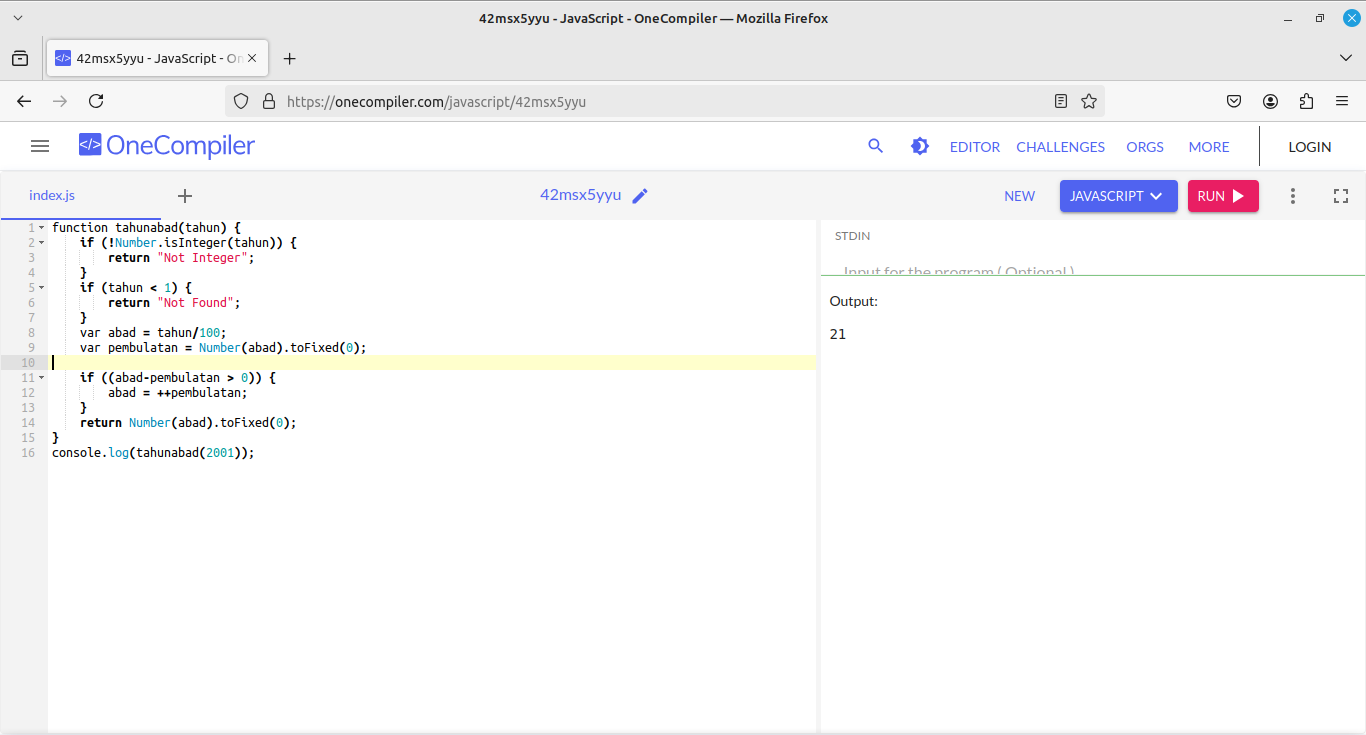 42msx5yyu - JavaScript - OneCompiler — Mozilla Firefox
</> 42msx5yyu - JavaScript - On
https://onecompiler.com/javascript/42msx5yyu
</> OneCompiler
EDITOR CHALLENGES ORGS MORE LOGIN
index.js + 42msx5yyu NEW JAVASCRIPT RUN
1 function tahunabad(tahun) {
2     if (!Number.isInteger(tahun)) {
3         return "Not Integer";
4     }
5     if (tahun < 1) {
6         return "Not Found";
7     }
8     var abad = tahun/100;
9     var pembulatan = Number(abad).toFixed(0);
10
11     if ((abad-pembulatan > 0)) {
12         abad = ++pembulatan;
13     }
14     return Number(abad).toFixed(0);
15 }
16 console.log(tahunabad(2001));
STDIN
Input for the program ( Optional )
Output:
21